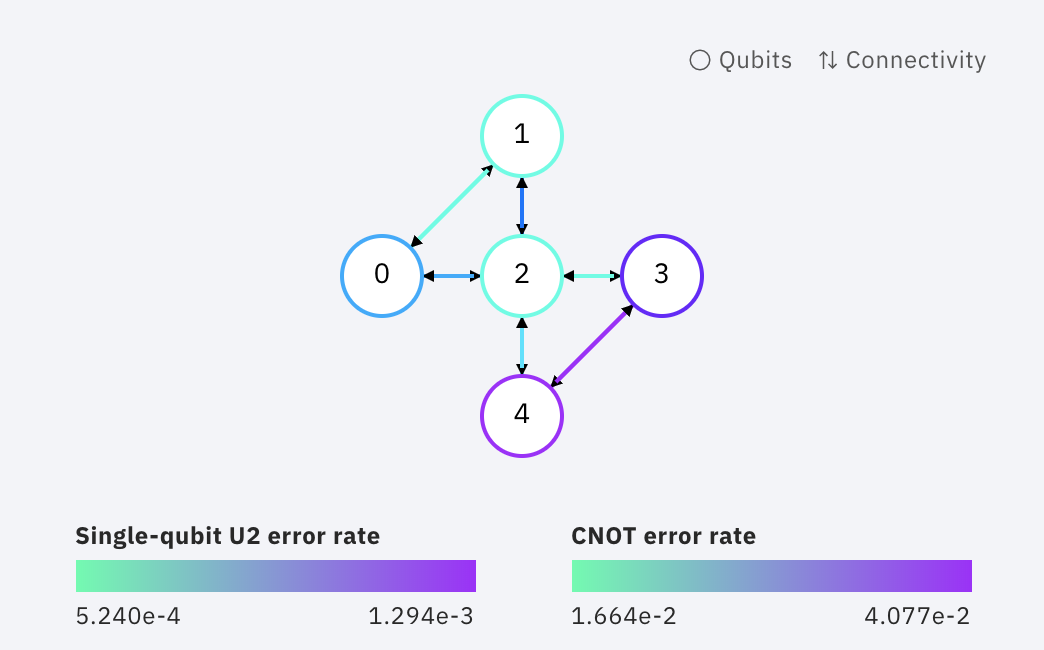 Qubits Connectivity
1
0 2 3
4
Single-qubit U2 error rate CNOT error rate
5.240e-4 1.294e-3 1.664e-2 4.077e-2